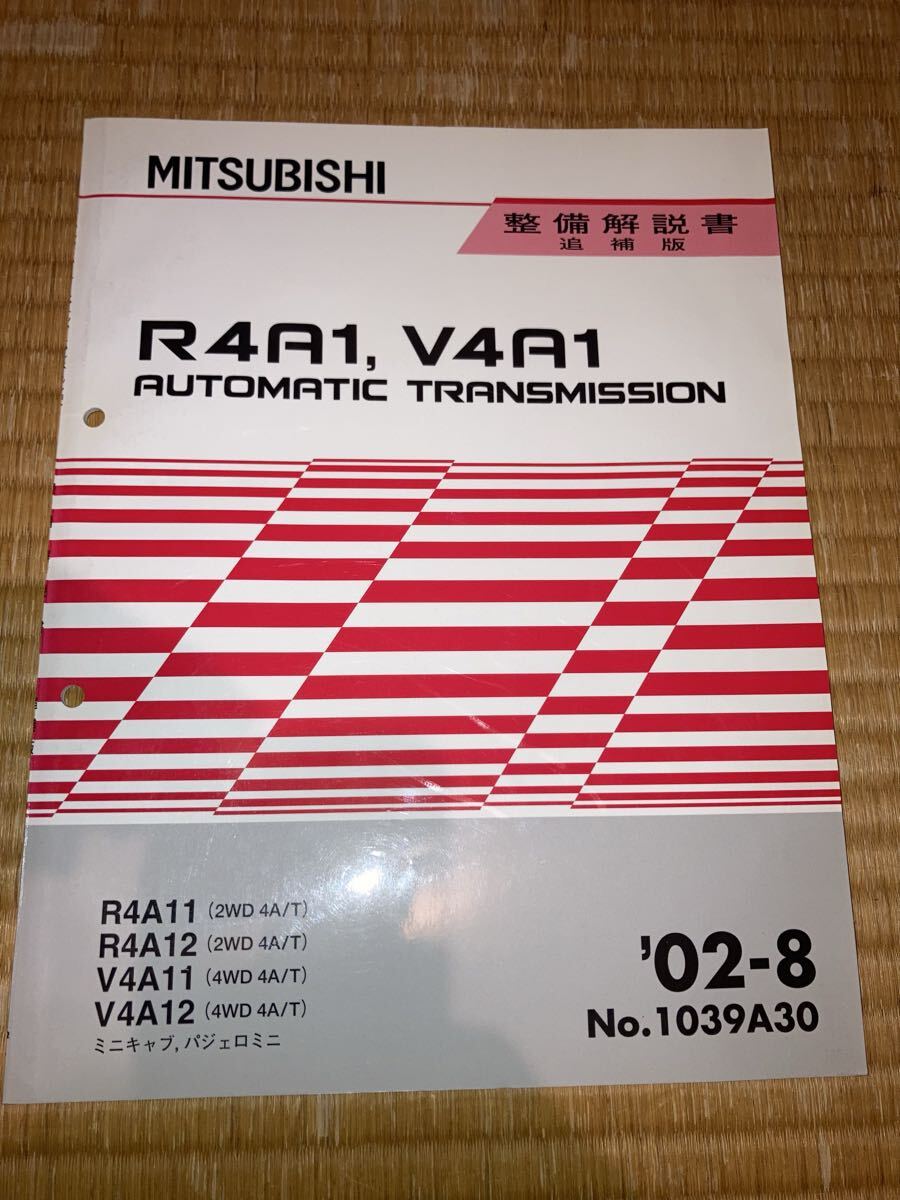 MITSUBISHI
整備解説書
追補版
R4A1, V4A1
AUTOMATIC TRANSMISSION
R4A11 (2WD 4A/T)
R4A12 (2WD 4A/T)
V4A11 (4WD 4A/T)
V4A12 (4WD 4A/T)
ミニキャブ, パジェロミニ
'02-8
No.1039A30